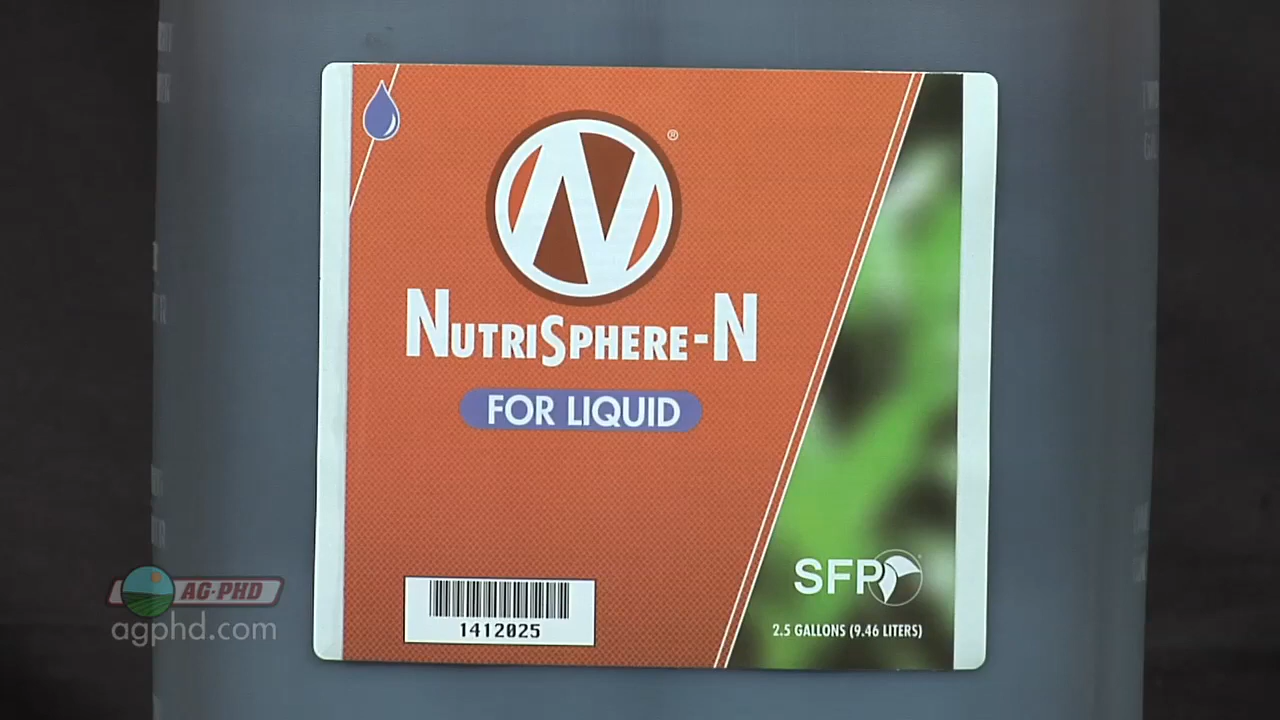 N
®
NUTRISPHERE-N
FOR LIQUID
SFP
2.5 GALLONS (9.46 LITERS)
1412025
AG·PHD
agphd.com